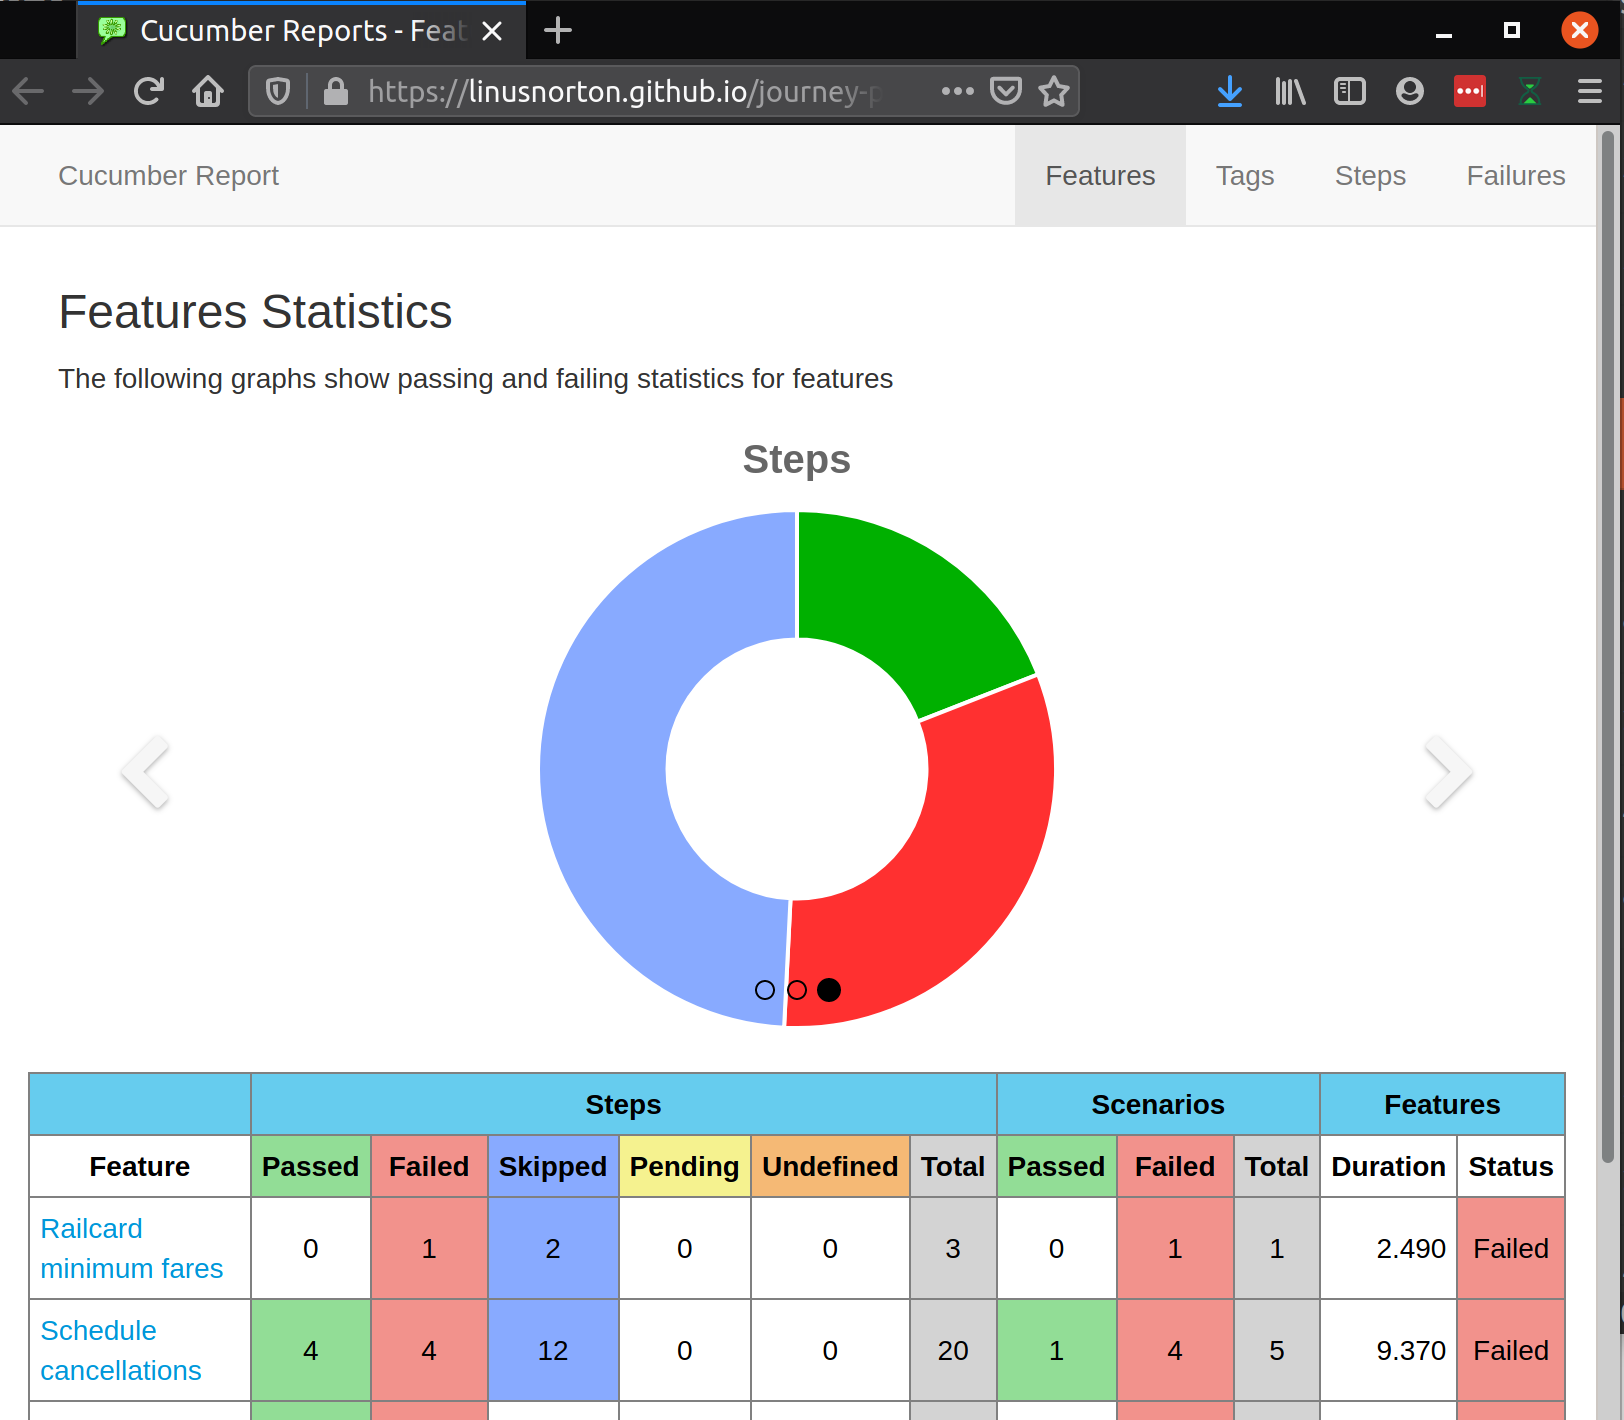 Cucumber Reports - Feat
https://linusnorton.github.io/journey-p
Cucumber Report Features Tags Steps Failures
Features Statistics
The following graphs show passing and failing statistics for features
Steps
Steps Scenarios Features
Feature Passed Failed Skipped Pending Undefined Total Passed Failed Total Duration Status
Railcard minimum fares 0 1 2 0 0 3 0 1 1 2.490 Failed
Schedule cancellations 4 4 12 0 0 20 1 4 5 9.370 Failed